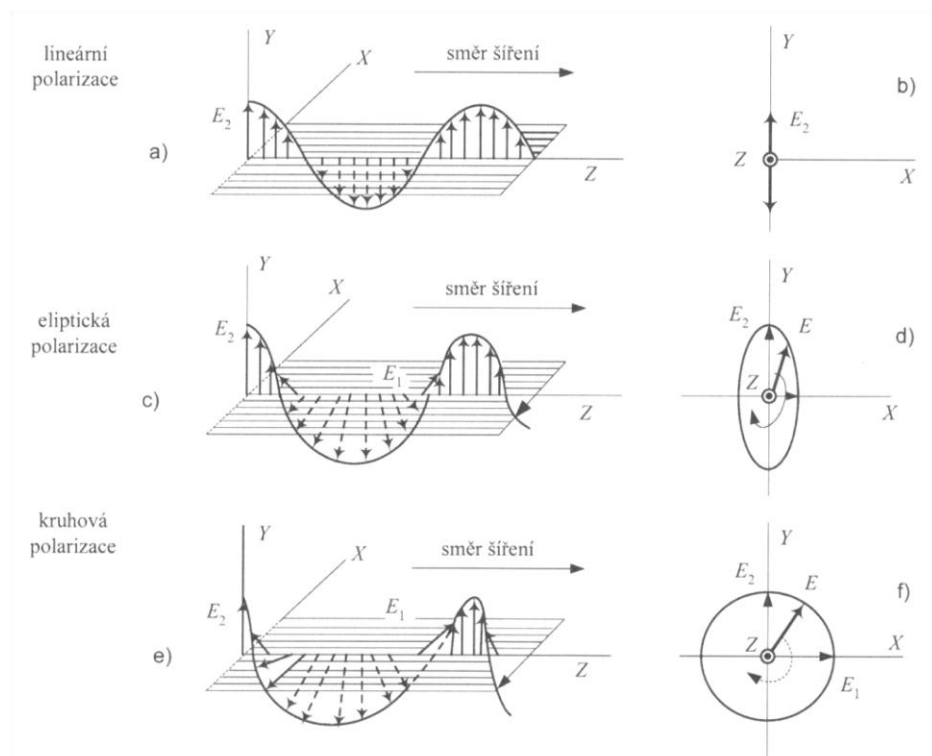 lineární
polarizace
Y
X
směr šíření
E₂
Z
a)
Y
b)
E₂
Z
X
eliptická
polarizace
Y
X
směr šíření
E₂
E₁
Z
c)
Y
E₂
E
d)
Z
X
kruhová
polarizace
Y
X
směr šíření
E₂
E₁
Z
e)
Y
E₂
E
f)
Z
X
E₁